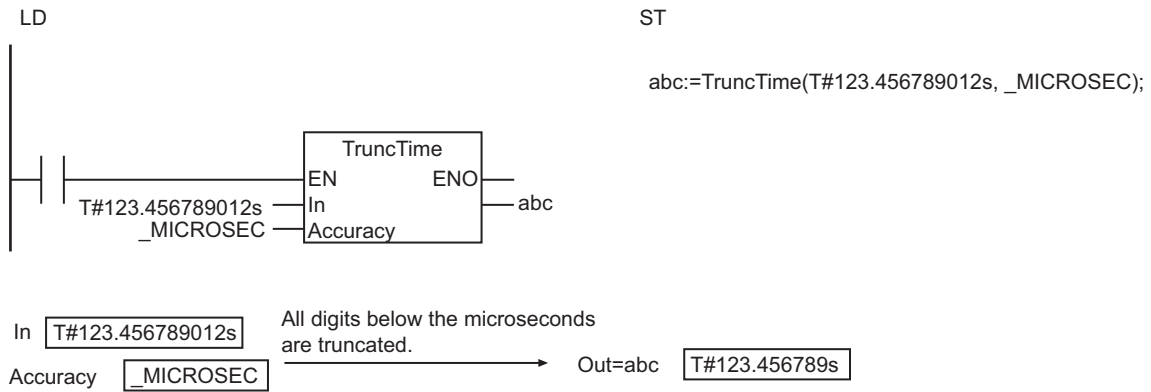 LD
ST
abc:=TruncTime(T#123.456789012s, _MICROSEC);
TruncTime
EN ENO
T#123.456789012s In abc
_MICROSEC Accuracy
In T#123.456789012s
Accuracy _MICROSEC
All digits below the microseconds
are truncated.
Out=abc T#123.456789s